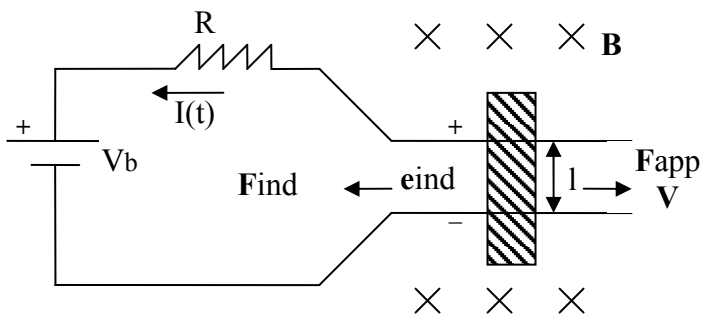 R
B
I(t)
+
+
Vb
Find
eind
l
Fapp
V
–